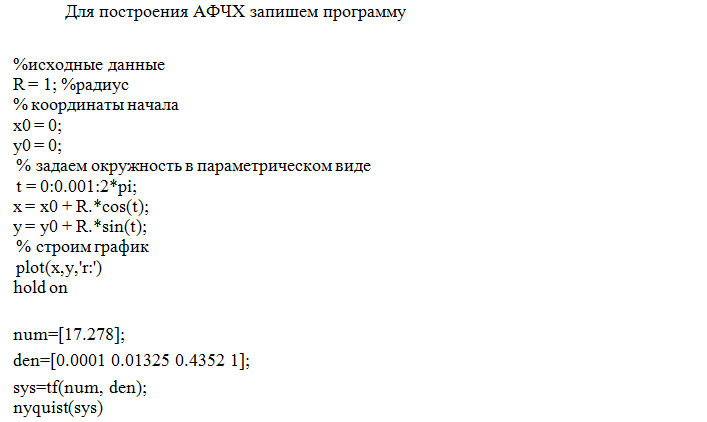 Для построения АФЧХ запишем программу
%исходные данные
R = 1; %радиус
% координаты начала
x0 = 0;
y0 = 0;
% задаем окружность в параметрическом виде
t = 0:0.001:2*pi;
x = x0 + R.*cos(t);
y = y0 + R.*sin(t);
% строим график
plot(x,y,'r:')
hold on
num=[17.278];
den=[0.0001 0.01325 0.4352 1];
sys=tf(num, den);
nyquist(sys)